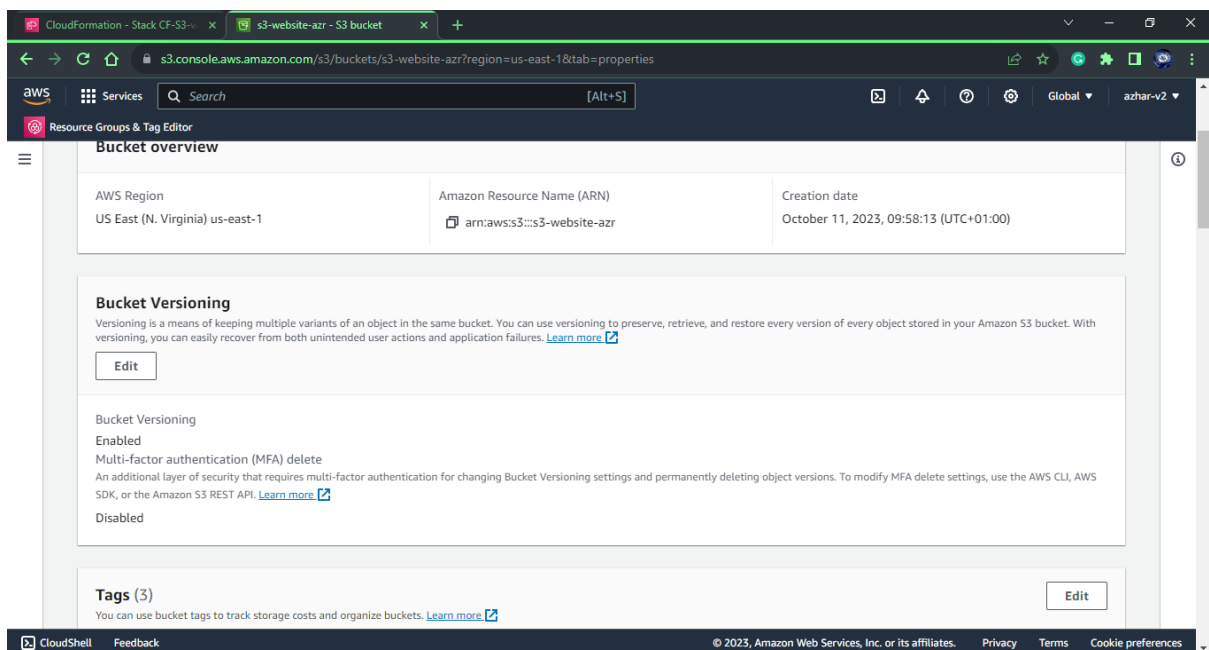 CloudFormation - Stack CF-S3-w
s3-website-azr - S3 bucket
s3.console.aws.amazon.com/s3/buckets/s3-website-azr?region=us-east-1&tab=properties
aws
Services
Search
[Alt+S]
Global
azhar-v2
Resource Groups & Tag Editor
Bucket overview
AWS Region
US East (N. Virginia) us-east-1
Amazon Resource Name (ARN)
arn:aws:s3:::s3-website-azr
Creation date
October 11, 2023, 09:58:13 (UTC+01:00)
Bucket Versioning
Versioning is a means of keeping multiple variants of an object in the same bucket. You can use versioning to preserve, retrieve, and restore every version of every object stored in your Amazon S3 bucket. With
versioning, you can easily recover from both unintended user actions and application failures. Learn more
Edit
Bucket Versioning
Enabled
Multi-factor authentication (MFA) delete
An additional layer of security that requires multi-factor authentication for changing Bucket Versioning settings and permanently deleting object versions. To modify MFA delete settings, use the AWS CLI, AWS
SDK, or the Amazon S3 REST API. Learn more
Disabled
Tags (3)
Edit
You can use bucket tags to track storage costs and organize buckets. Learn more
CloudShell
Feedback
© 2023, Amazon Web Services, Inc. or its affiliates.
Privacy
Terms
Cookie preferences